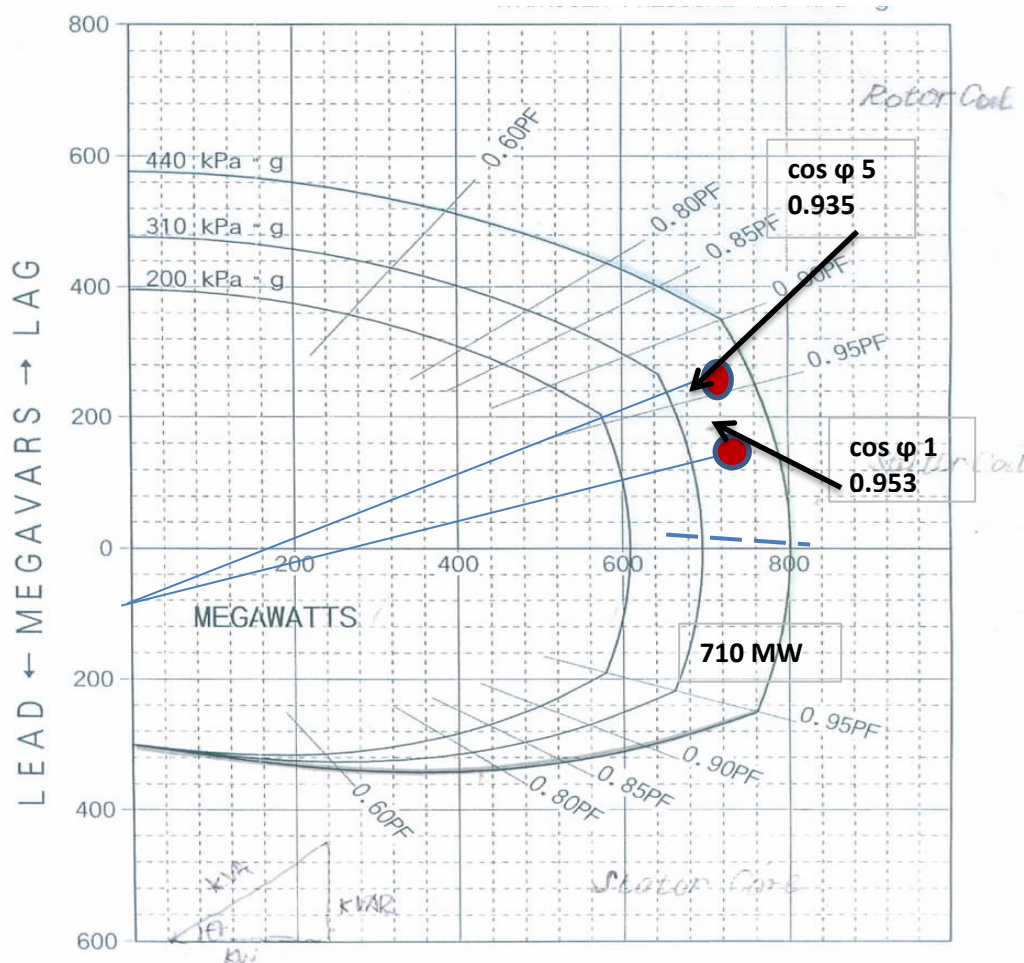 800
Rotor Coil
600
0.60PF
cos φ 5
0.935
440 kPa · g
0.80PF
310 kPa · g
0.85PF
400
200 kPa · g
0.90PF
0.95PF
200
cos φ 1
0.953
0
200
400
600
800
MEGAWATTS
LEAD ← MEGAVARS → LAG
710 MW
200
0.95PF
0.90PF
0.85PF
0.80PF
0.60PF
400
KVA
KVAR
Stator Core
600